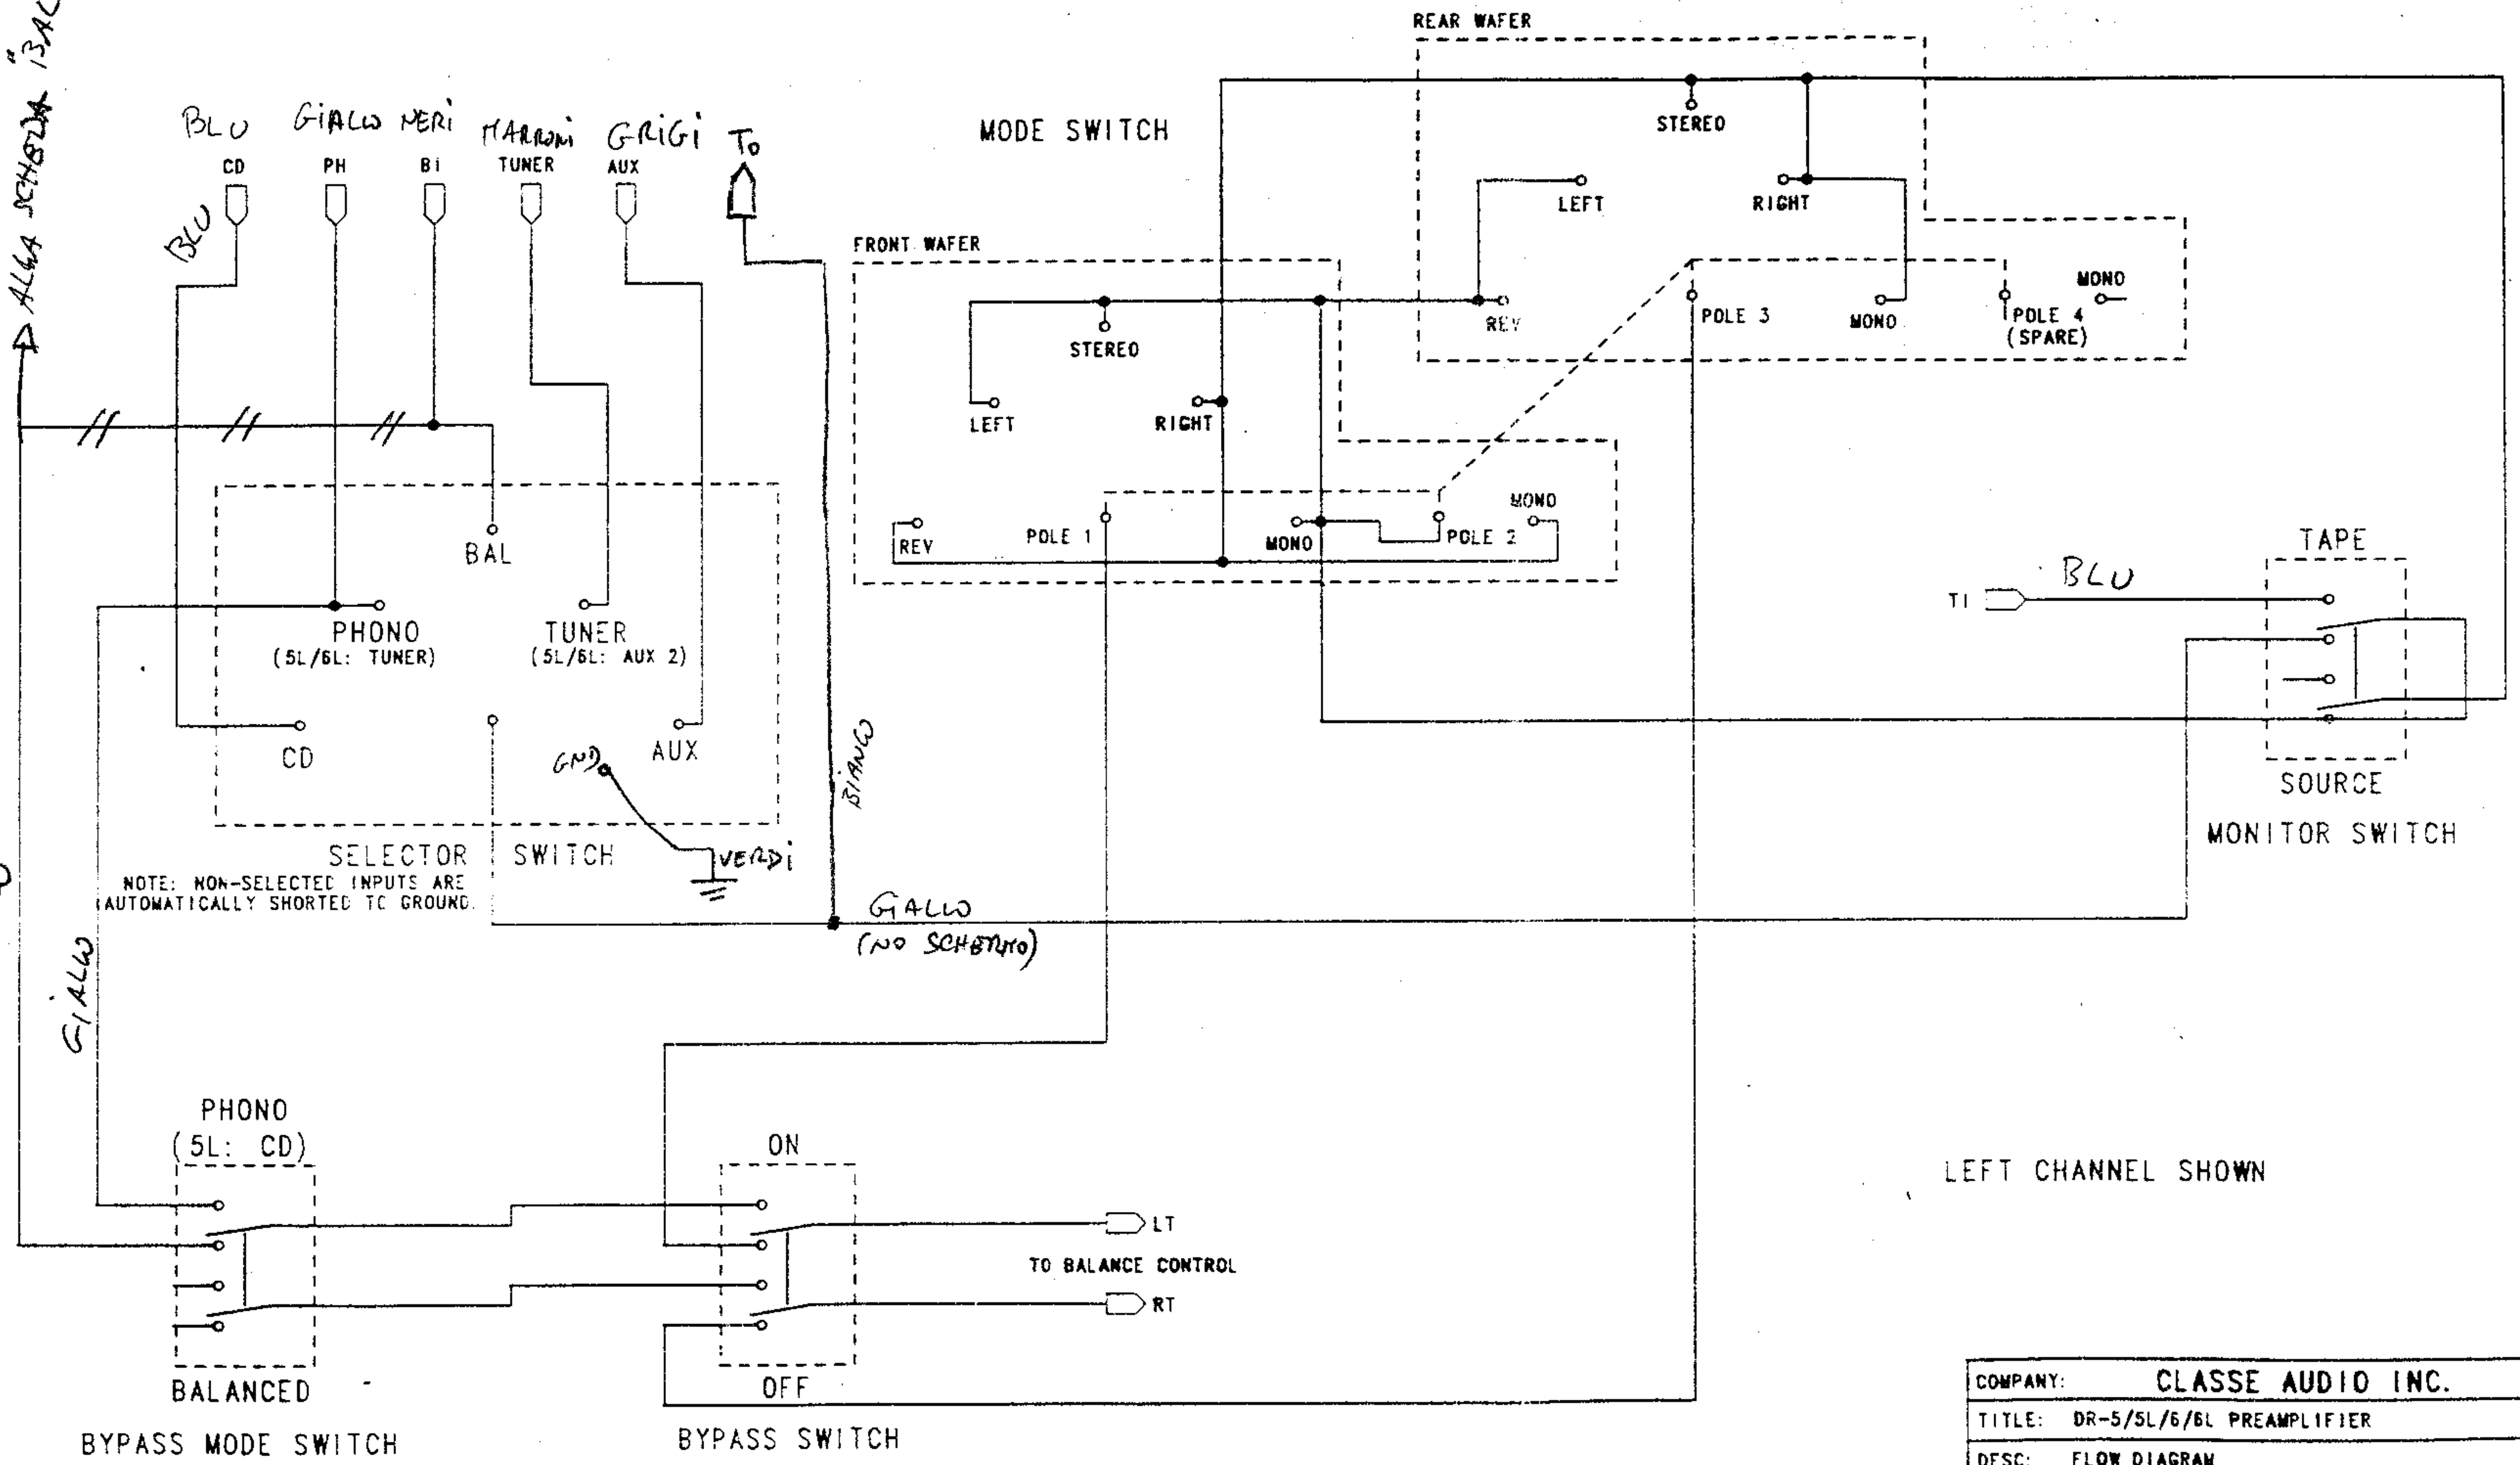 ALLA SCHEDA
BLU
GIALLO
NERI
MARRONI
GRIGI
TO
CD
PH
BI
TUNER
AUX
BLU
MODE SWITCH
REAR WAFER
STEREO
LEFT
RIGHT
REV
POLE 3
MONO
POLE 4
(SPARE)
MONO
FRONT WAFER
STEREO
LEFT
RIGHT
REV
POLE 1
MONO
POLE 2
MONO
BAL
PHONO
(5L/6L: TUNER)
TUNER
(5L/6L: AUX 2)
CD
AUX
GND
VERDI
BIANCO
SELECTOR SWITCH
NOTE: NON-SELECTED INPUTS ARE
AUTOMATICALLY SHORTED TO GROUND.
GIALLO
(NO SCHERMO)
GIALLO
TI
BLU
TAPE
SOURCE
MONITOR SWITCH
PHONO
(5L: CD)
BALANCED
BYPASS MODE SWITCH
ON
OFF
BYPASS SWITCH
LT
TO BALANCE CONTROL
RT
LEFT CHANNEL SHOWN
COMPANY: CLASSE AUDIO INC.
TITLE: DR-5/5L/6/6L PREAMPLIFIER
DESC: FLOW DIAGRAM